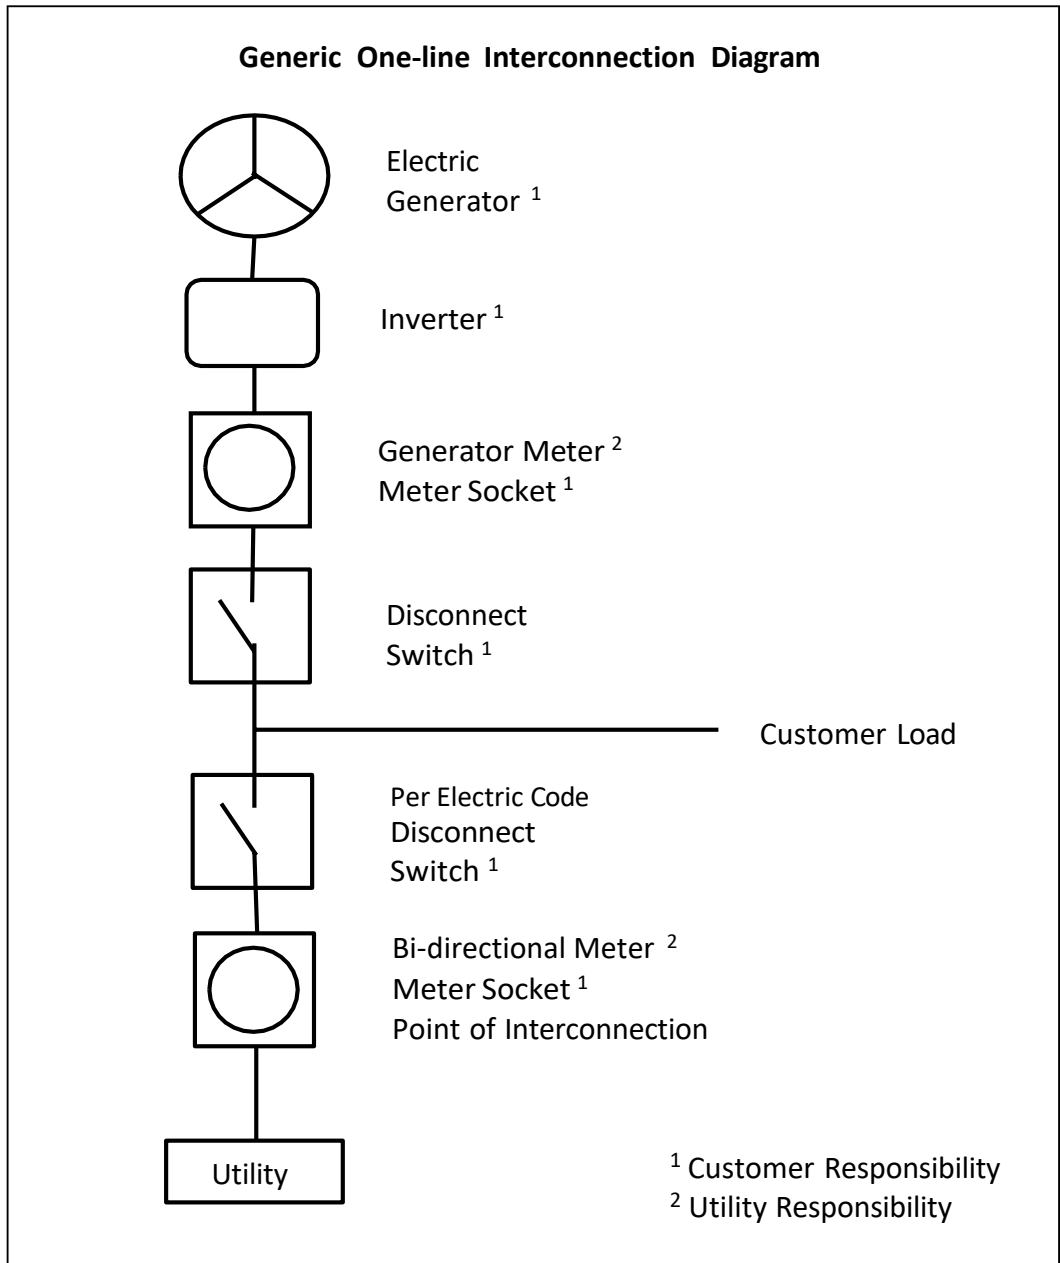 Generic One-line Interconnection Diagram
Electric
Generator ¹
Inverter ¹
Generator Meter ²
Meter Socket ¹
Disconnect
Switch ¹
Customer Load
Per Electric Code
Disconnect
Switch ¹
Bi-directional Meter ²
Meter Socket ¹
Point of Interconnection
Utility
¹ Customer Responsibility
² Utility Responsibility